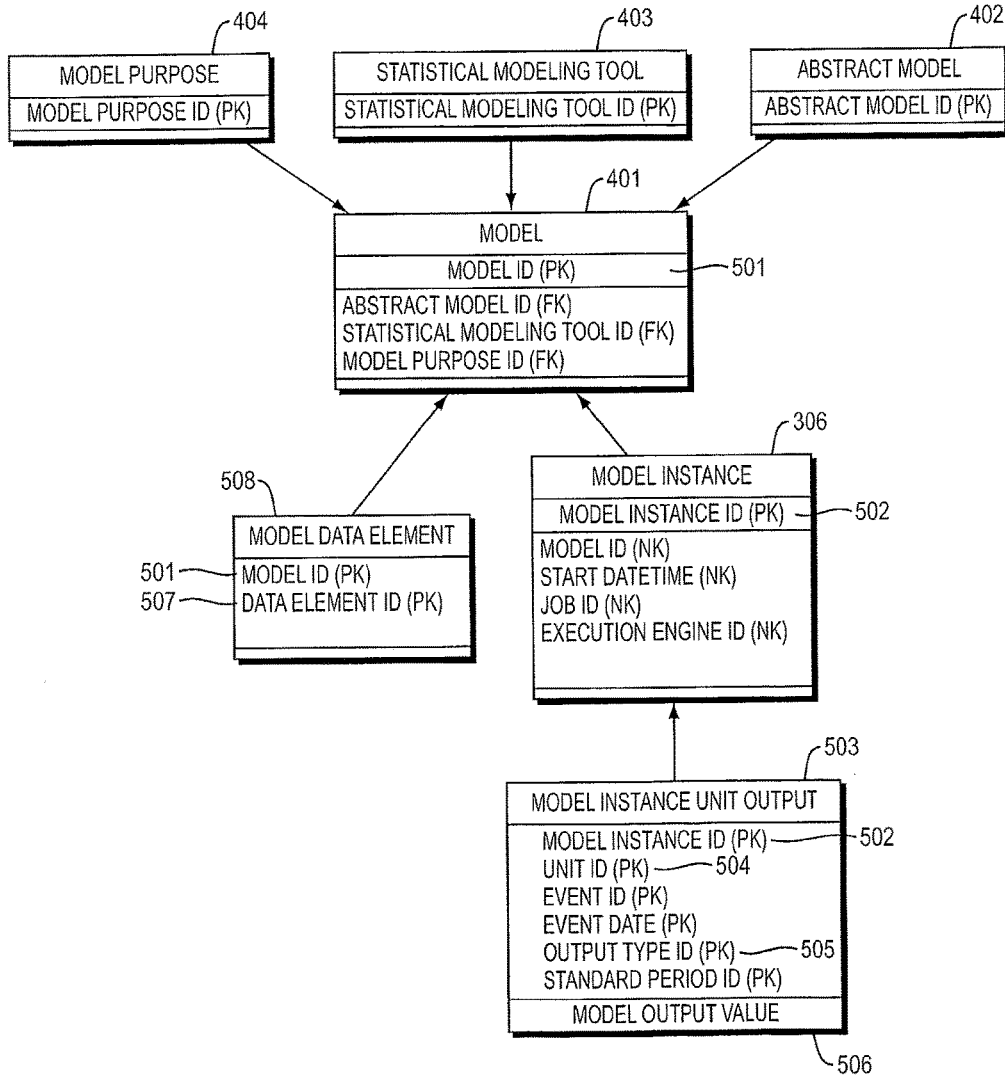 404
403
402
MODEL PURPOSE
MODEL PURPOSE ID (PK)
STATISTICAL MODELING TOOL
STATISTICAL MODELING TOOL ID (PK)
ABSTRACT MODEL
ABSTRACT MODEL ID (PK)
401
MODEL
MODEL ID (PK)
501
ABSTRACT MODEL ID (FK)
STATISTICAL MODELING TOOL ID (FK)
MODEL PURPOSE ID (FK)
508
MODEL DATA ELEMENT
501
MODEL ID (PK)
507
DATA ELEMENT ID (PK)
306
MODEL INSTANCE
MODEL INSTANCE ID (PK)
502
MODEL ID (NK)
START DATETIME (NK)
JOB ID (NK)
EXECUTION ENGINE ID (NK)
503
MODEL INSTANCE UNIT OUTPUT
MODEL INSTANCE ID (PK)
502
UNIT ID (PK)
504
EVENT ID (PK)
EVENT DATE (PK)
OUTPUT TYPE ID (PK)
505
STANDARD PERIOD ID (PK)
MODEL OUTPUT VALUE
506